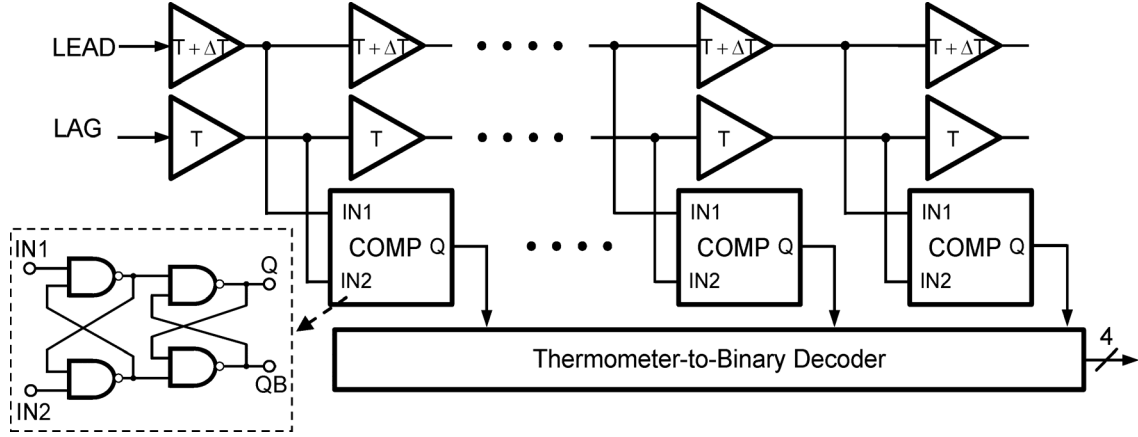 LEAD
T + ΔT
T + ΔT
T + ΔT
T + ΔT
LAG
T
T
T
T
IN1
COMP Q
IN2
IN1
COMP Q
IN2
IN1
COMP Q
IN2
IN1
Q
QB
IN2
Thermometer-to-Binary Decoder
4